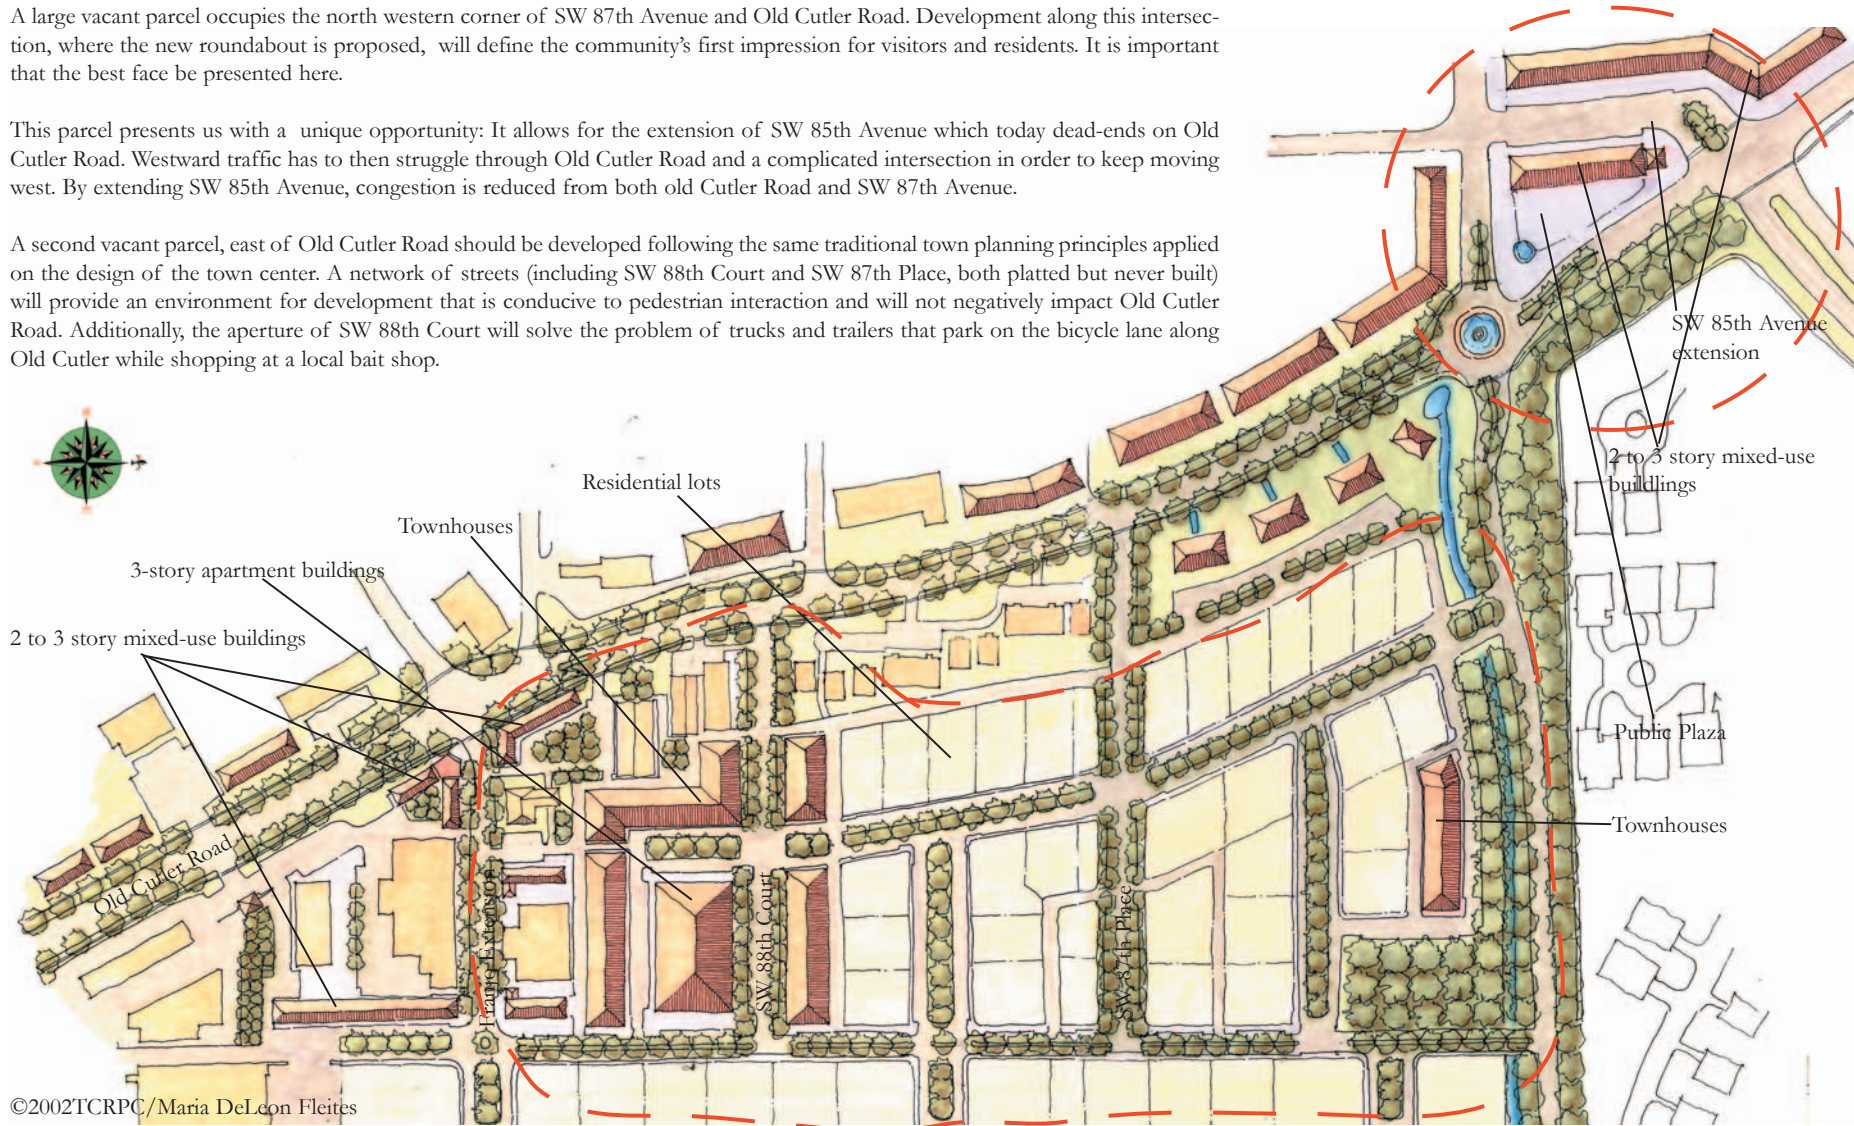 A large vacant parcel occupies the north western corner of SW 87th Avenue and Old Cutler Road. Development along this intersec-
tion, where the new roundabout is proposed, will define the community's first impression for visitors and residents. It is important
that the best face be presented here.
This parcel presents us with a unique opportunity: It allows for the extension of SW 85th Avenue which today dead-ends on Old
Cutler Road. Westward traffic has to then struggle through Old Cutler Road and a complicated intersection in order to keep moving
west. By extending SW 85th Avenue, congestion is reduced from both old Cutler Road and SW 87th Avenue.
A second vacant parcel, east of Old Cutler Road should be developed following the same traditional town planning principles applied
on the design of the town center. A network of streets (including SW 88th Court and SW 87th Place, both platted but never built)
will provide an environment for development that is conducive to pedestrian interaction and will not negatively impact Old Cutler
Road. Additionally, the aperture of SW 88th Court will solve the problem of trucks and trailers that park on the bicycle lane along
Old Cutler while shopping at a local bait shop.
SW 85th Avenue
extension
2 to 3 story mixed-use
buildlings
Residential lots
Townhouses
3-story apartment buildings
2 to 3 story mixed-use buildings
Public Plaza
Townhouses
Old Cutler Road
Franjo Extension
SW 88th Court
SW 87th Place
©2002TCRPC/Maria DeLeon Fleites